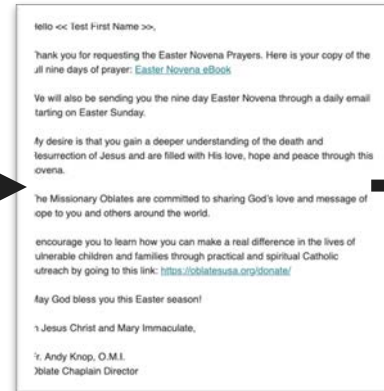 Hello << Test First Name >>,
Thank you for requesting the Easter Novena Prayers. Here is your copy of the
ull nine days of prayer: Easter Novena eBook
We will also be sending you the nine day Easter Novena through a daily email
tarting on Easter Sunday.
My desire is that you gain a deeper understanding of the death and
Resurrection of Jesus and are filled with His love, hope and peace through this
ovena.
The Missionary Oblates are committed to sharing God's love and message of
ope to you and others around the world.
encourage you to learn how you can make a real difference in the lives of
ulnerable children and families through practical and spiritual Catholic
utreach by going to this link: https://oblatesusa.org/donate/
May God bless you this Easter season!
n Jesus Christ and Mary Immaculate,
Fr. Andy Knop, O.M.I.
Oblate Chaplain Director